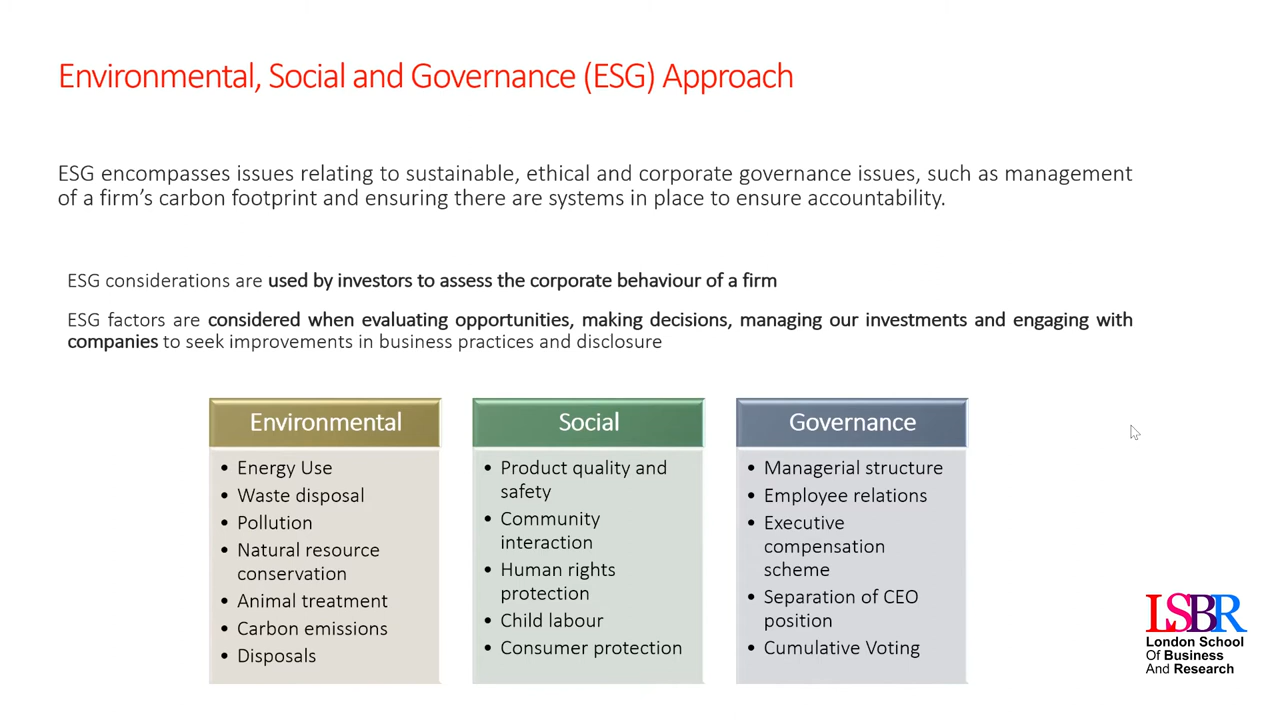 Environmental, Social and Governance (ESG) Approach
ESG encompasses issues relating to sustainable, ethical and corporate governance issues, such as management
of a firm’s carbon footprint and ensuring there are systems in place to ensure accountability.
ESG considerations are used by investors to assess the corporate behaviour of a firm
ESG factors are considered when evaluating opportunities, making decisions, managing our investments and engaging with
companies to seek improvements in business practices and disclosure
Environmental
• Energy Use
• Waste disposal
• Pollution
• Natural resource
conservation
• Animal treatment
• Carbon emissions
• Disposals
Social
• Product quality and
safety
• Community
interaction
• Human rights
protection
• Child labour
• Consumer protection
Governance
• Managerial structure
• Employee relations
• Executive
compensation
scheme
• Separation of CEO
position
• Cumulative Voting
LSBR
London School
Of Business
And Research